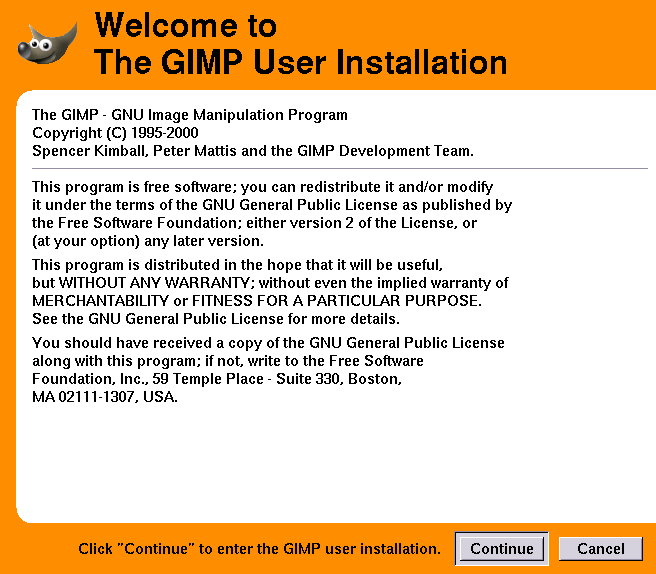 Welcome to
The GIMP User Installation
The GIMP - GNU Image Manipulation Program
Copyright (C) 1995-2000
Spencer Kimball, Peter Mattis and the GIMP Development Team.
This program is free software; you can redistribute it and/or modify
it under the terms of the GNU General Public License as published by
the Free Software Foundation; either version 2 of the License, or
(at your option) any later version.
This program is distributed in the hope that it will be useful,
but WITHOUT ANY WARRANTY; without even the implied warranty of
MERCHANTABILITY or FITNESS FOR A PARTICULAR PURPOSE.
See the GNU General Public License for more details.
You should have received a copy of the GNU General Public License
along with this program; if not, write to the Free Software
Foundation, Inc., 59 Temple Place - Suite 330, Boston,
MA 02111-1307, USA.
Click "Continue" to enter the GIMP user installation.
Continue
Cancel